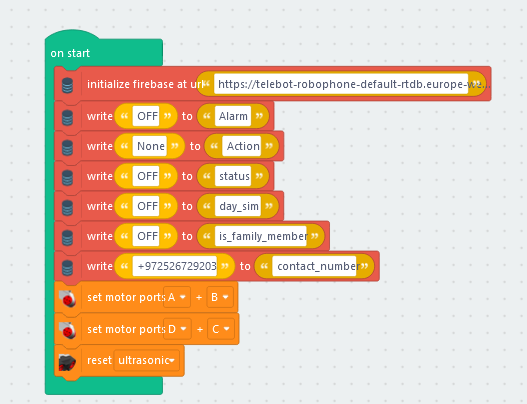 on start
initialize firebase at url “ https://telebot-robophone-default-rtdb.europe-we... ”
write “ OFF ” to “ Alarm ”
write “ None ” to “ Action ”
write “ OFF ” to “ status ”
write “ OFF ” to “ day_sim ”
write “ OFF ” to “ is_family_member ”
write “ +972526729203 to “ contact_number ”
set motor ports A + B
set motor ports D + C
reset ultrasonic